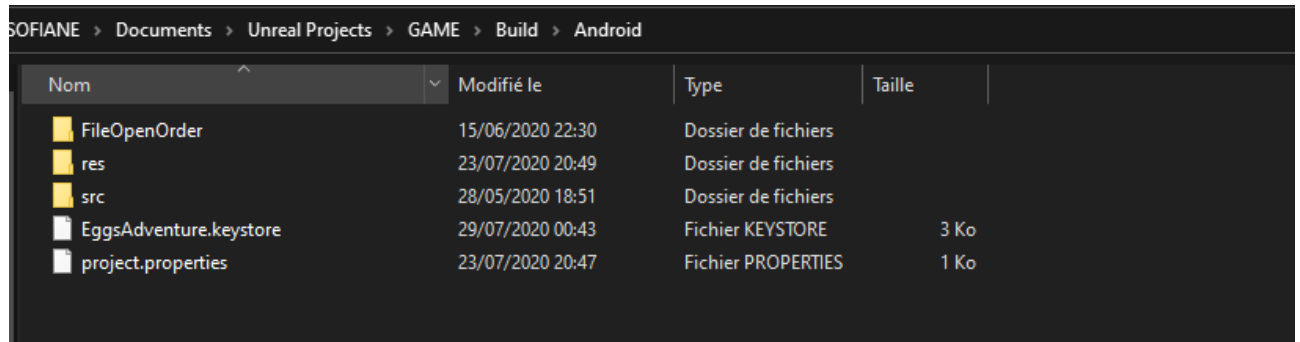 SOFIANE > Documents > Unreal Projects > GAME > Build > Android
Nom Modifié le Type Taille
FileOpenOrder 15/06/2020 22:30 Dossier de fichiers
res 23/07/2020 20:49 Dossier de fichiers
src 28/05/2020 18:51 Dossier de fichiers
EggsAdventure.keystore 29/07/2020 00:43 Fichier KEYSTORE 3 Ko
project.properties 23/07/2020 20:47 Fichier PROPERTIES 1 Ko